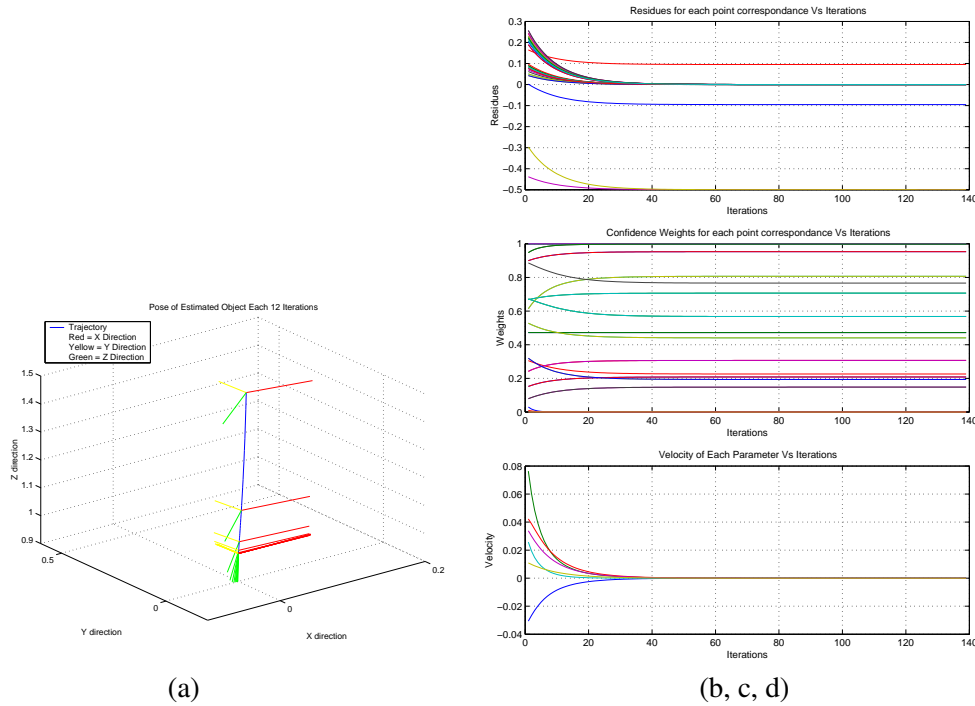 Pose of Estimated Object Each 12 Iterations
Trajectory
Red = X Direction
Yellow = Y Direction
Green = Z Direction
1.5
1.4
1.3
1.2
1.1
1
0.9
Z direction
0.5
0
Y direction
0
0.2
X direction
(a)
Residues for each point correspondance Vs Iterations
0.3
0.2
0.1
0
−0.1
−0.2
−0.3
−0.4
−0.5
Residues
0 20 40 60 80 100 120 140
Iterations
Confidence Weights for each point correspondance Vs Iterations
1
0.8
0.6
0.4
0.2
0
Weights
0 20 40 60 80 100 120 140
Iterations
Velocity of Each Parameter Vs Iterations
0.08
0.06
0.04
0.02
0
−0.02
−0.04
Velocity
0 20 40 60 80 100 120 140
Iterations
(b, c, d)